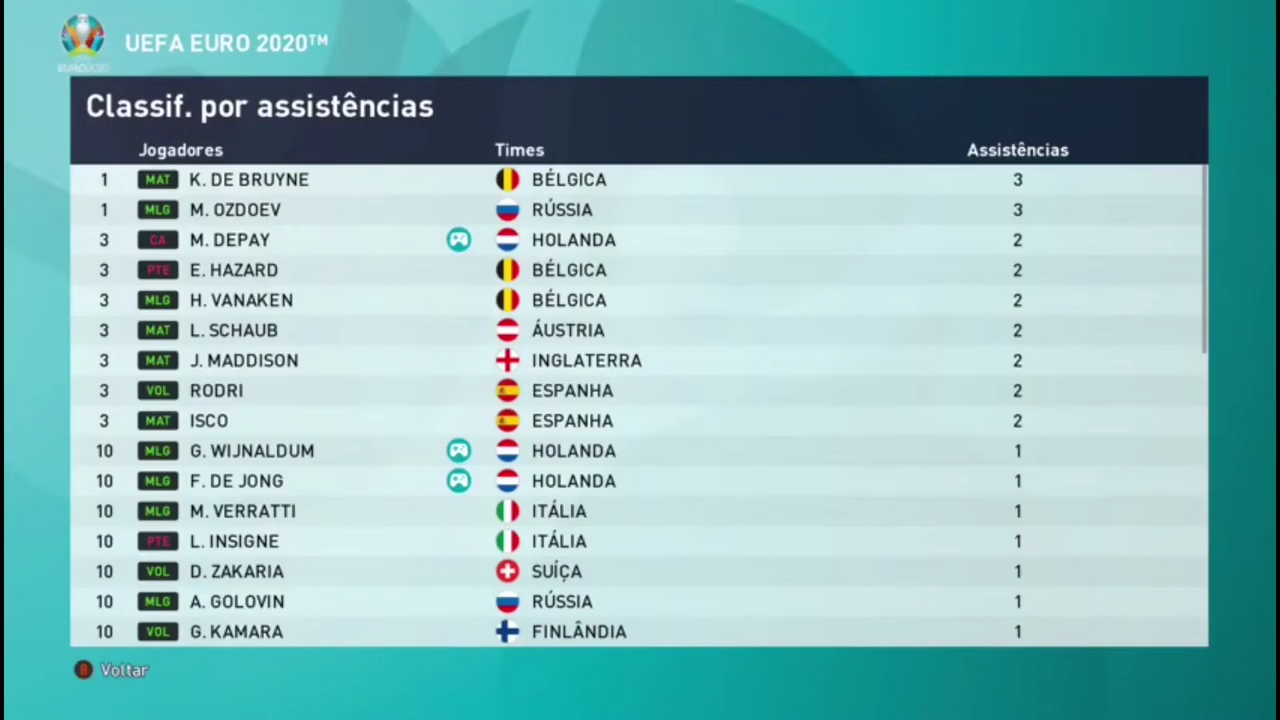 UEFA EURO 2020™
EURO2020
Classif. por assistências
Jogadores Times Assistências
1 MAT K. DE BRUYNE BÉLGICA 3
1 MLG M. OZDOEV RÚSSIA 3
3 CA M. DEPAY HOLANDA 2
3 PTE E. HAZARD BÉLGICA 2
3 MLG H. VANAKEN BÉLGICA 2
3 MAT L. SCHAUB ÁUSTRIA 2
3 MAT J. MADDISON INGLATERRA 2
3 VOL RODRI ESPANHA 2
3 MAT ISCO ESPANHA 2
10 MLG G. WIJNALDUM HOLANDA 1
10 MLG F. DE JONG HOLANDA 1
10 MLG M. VERRATTI ITÁLIA 1
10 PTE L. INSIGNE ITÁLIA 1
10 VOL D. ZAKARIA SUÍÇA 1
10 MLG A. GOLOVIN RÚSSIA 1
10 VOL G. KAMARA FINLÂNDIA 1
B Voltar